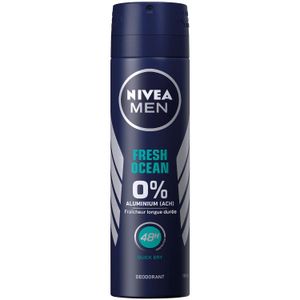 NIVEA
MEN
FRESH
OCEAN
0%
ALUMINIUM (ACH)
Fraîcheur longue durée
48H
QUICK DRY
DEODORANT